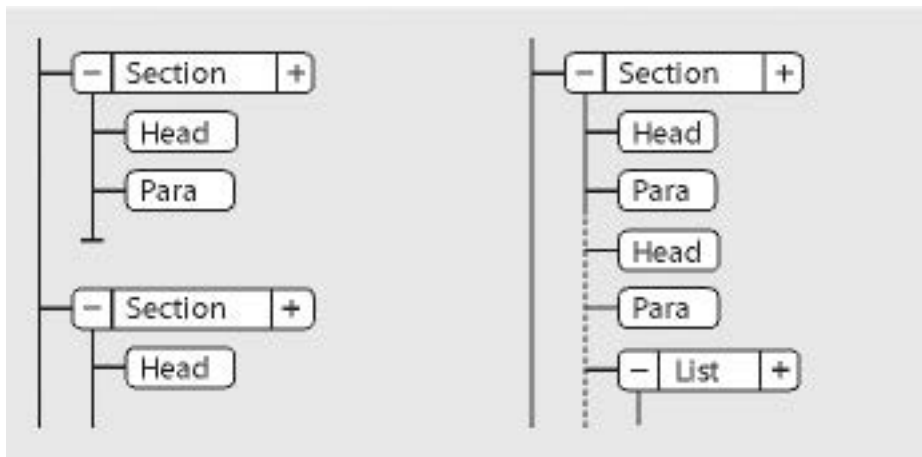 − Section +
Head
Para
− Section +
Head
− Section +
Head
Para
Head
Para
− List +